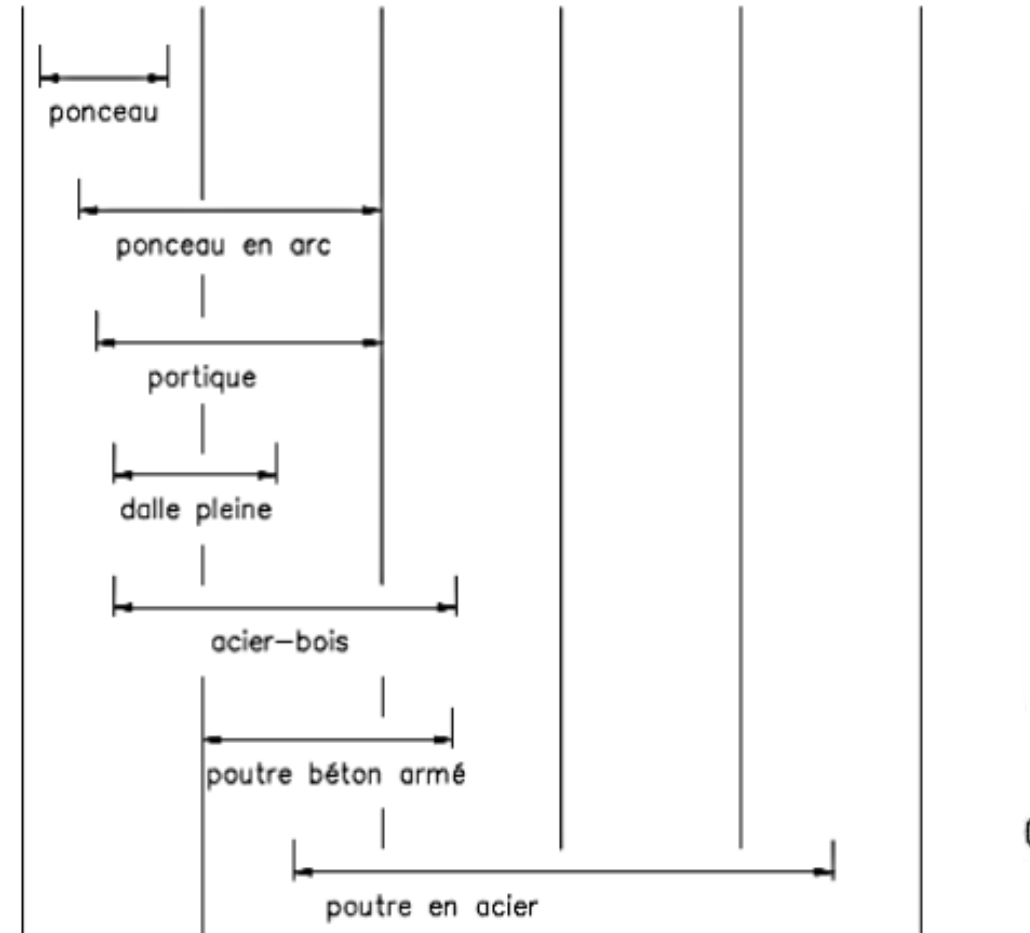 ponceau
ponceau en arc
portique
dalle pleine
acier-bois
poutre béton armé
poutre en acier